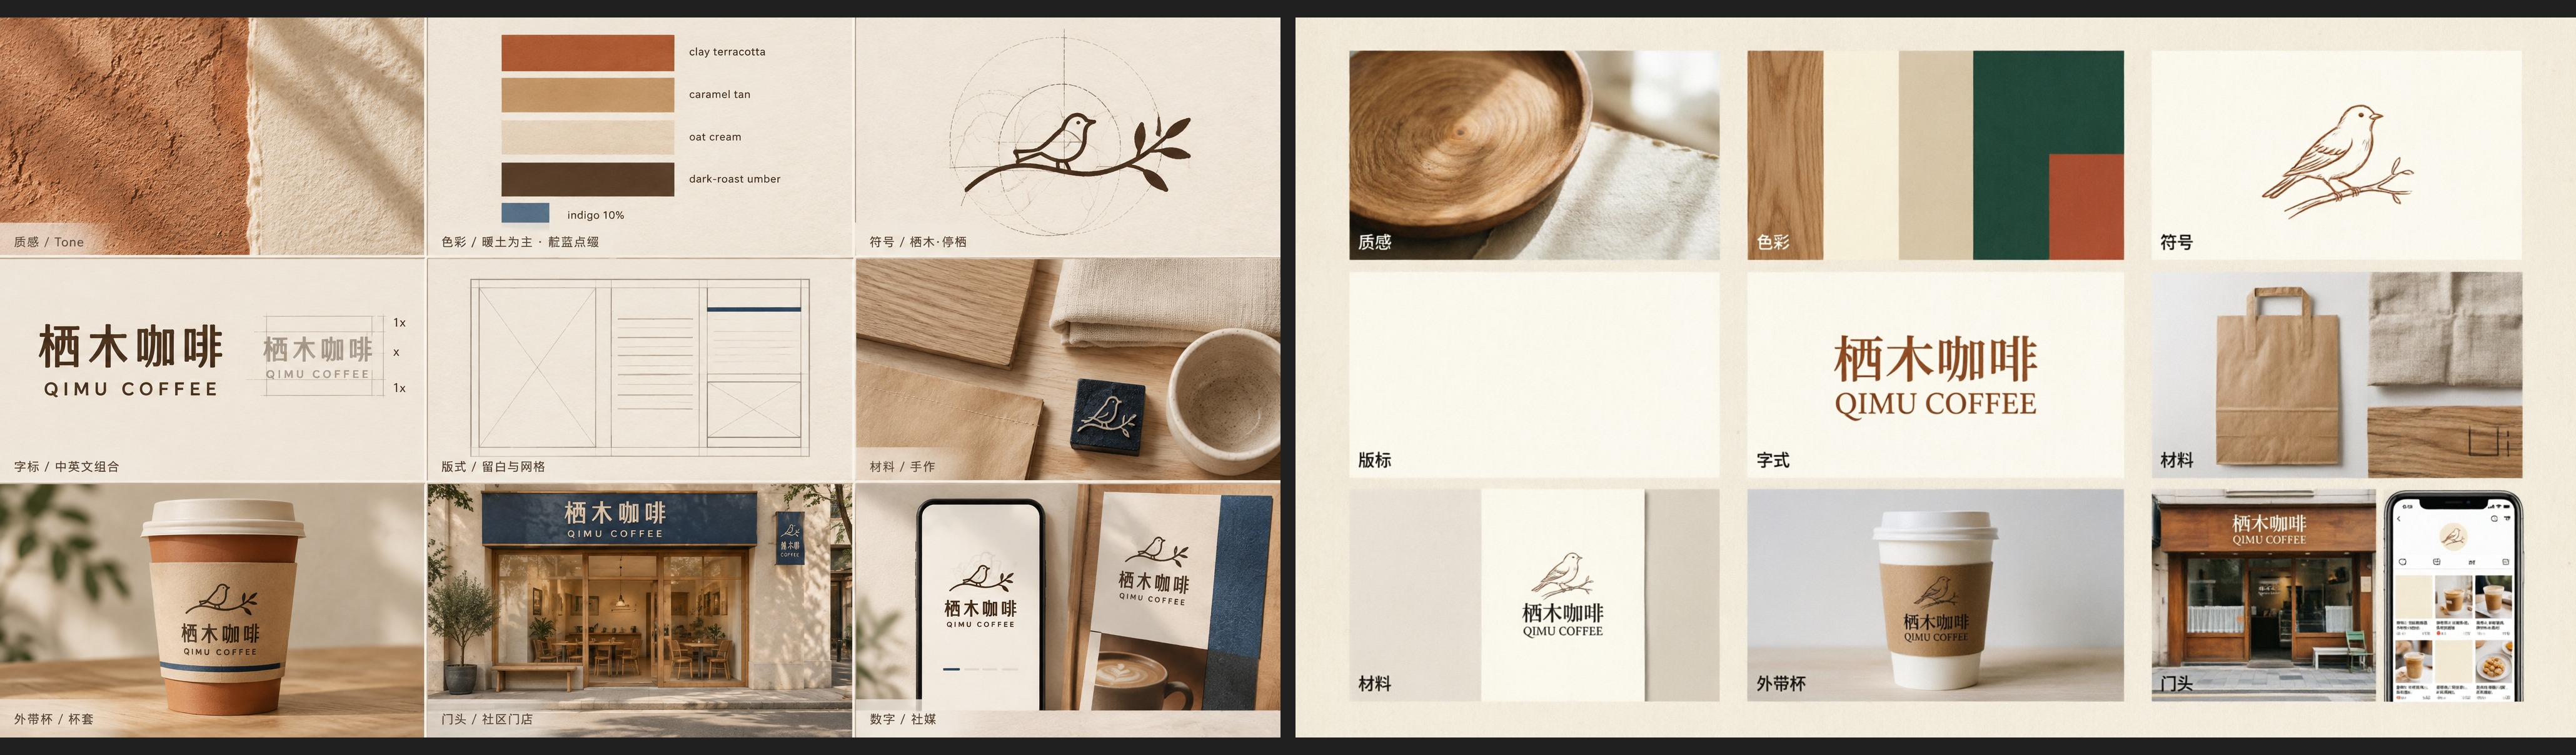 clay terracotta
caramel tan
oat cream
dark-roast umber
indigo 10%
质感 / Tone
色彩 / 暖土为主 · 靛蓝点缀
符号 / 栖木·停栖
栖木咖啡
QIMU COFFEE
栖木咖啡
QIMU COFFEE
1x
x
1x
字标 / 中英文组合
版式 / 留白与网格
材料 / 手作
栖木咖啡
QIMU COFFEE
外带杯 / 杯套
栖木咖啡
QIMU COFFEE
COFFEE
门头 / 社区门店
栖木咖啡
QIMU COFFEE
栖木咖啡
QIMU COFFEE
数字 / 社媒
质感
色彩
符号
版标
栖木咖啡
QIMU COFFEE
字式
材料
栖木咖啡
QIMU COFFEE
材料
栖木咖啡
QIMU COFFEE
外带杯
栖木咖啡
QIMU COFFEE
门头